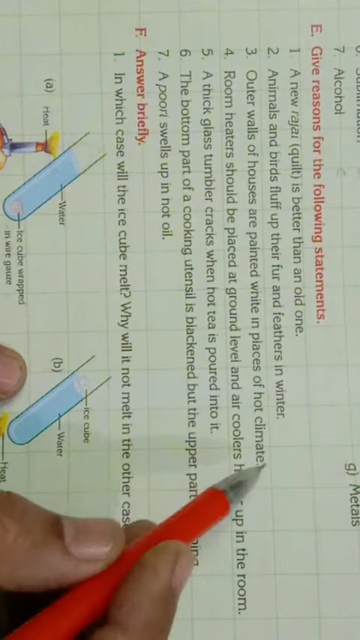 7 Alcohol
g) Metals
E. Give reasons for the following statements.
1 A new rajai (quilt) is better than an old one.
2. Animals and birds fluff up their fur and feathers in winter.
3. Outer walls of houses are painted white in places of hot climate
4. Room heaters should be placed at ground level and air coolers up in the room.
5. A thick glass tumbler cracks when hot tea is poured into it.
6. The bottom part of a cooking utensil is blackened but the upper part
7. A poori swells up in hot oil.
F. Answer briefly.
1. In which case will the ice cube melt? Why will it not melt in the other
(a)
Heat
Water
Ice cube wrapped
in wire gauze
(b)
ice cube
Water
Heat